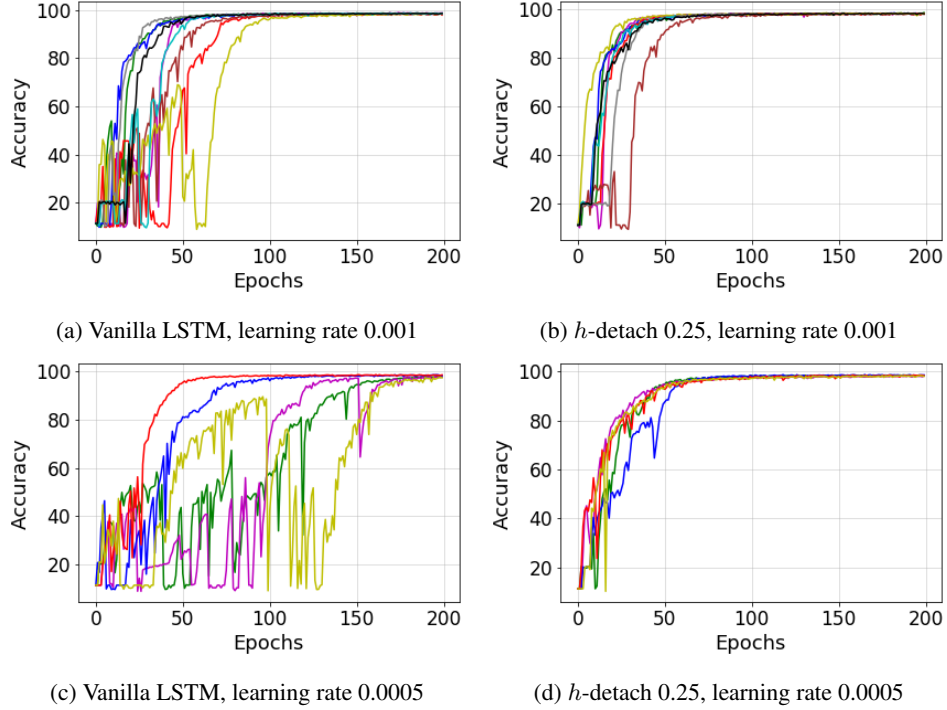 100
80
60
40
20
Accuracy
0 50 100 150 200
Epochs
(a) Vanilla LSTM, learning rate 0.001
100
80
60
40
20
Accuracy
0 50 100 150 200
Epochs
(b) h-detach 0.25, learning rate 0.001
100
80
60
40
20
Accuracy
0 50 100 150 200
Epochs
(c) Vanilla LSTM, learning rate 0.0005
100
80
60
40
20
Accuracy
0 50 100 150 200
Epochs
(d) h-detach 0.25, learning rate 0.0005